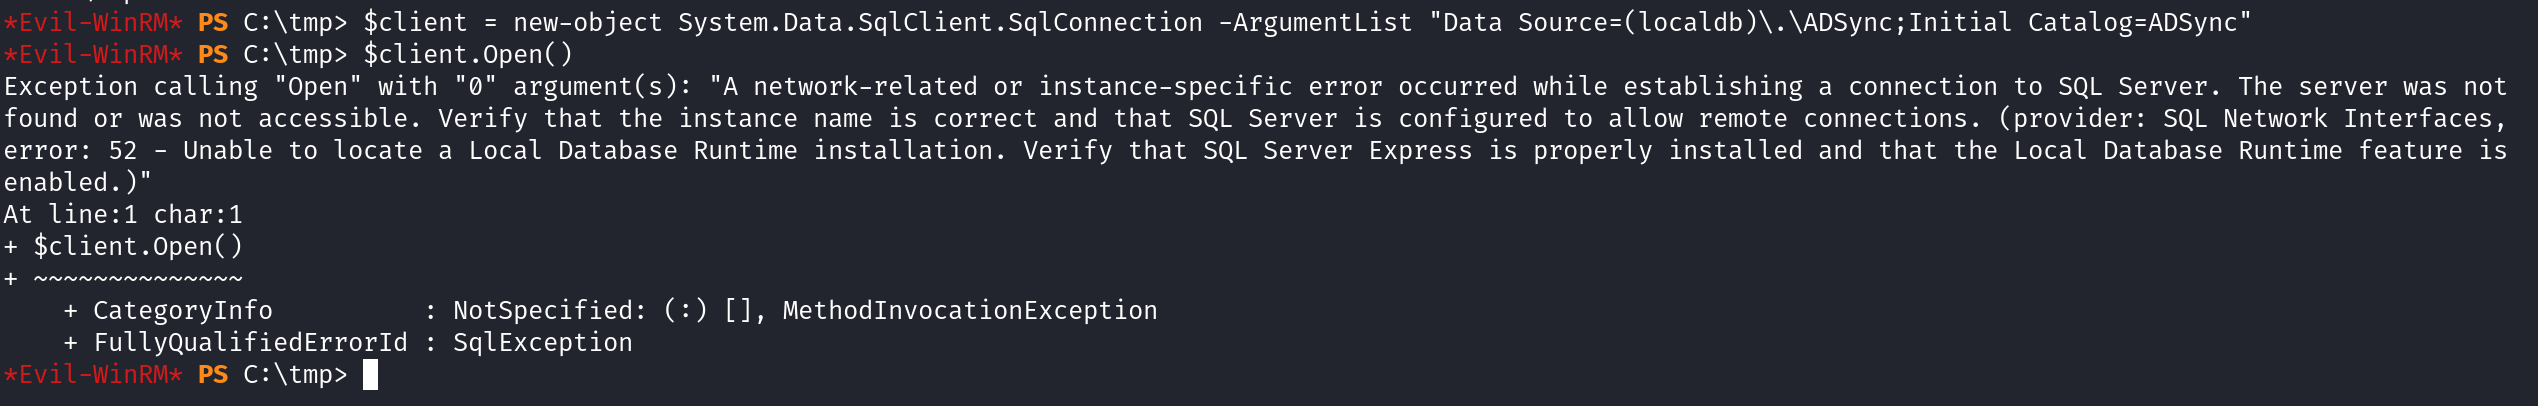 *Evil-WinRM* PS C:\tmp> $client = new-object System.Data.SqlClient.SqlConnection -ArgumentList "Data Source=(localdb)\.\ADSync;Initial Catalog=ADSync"
*Evil-WinRM* PS C:\tmp> $client.Open()
Exception calling "Open" with "0" argument(s): "A network-related or instance-specific error occurred while establishing a connection to SQL Server. The server was not
found or was not accessible. Verify that the instance name is correct and that SQL Server is configured to allow remote connections. (provider: SQL Network Interfaces,
error: 52 - Unable to locate a Local Database Runtime installation. Verify that SQL Server Express is properly installed and that the Local Database Runtime feature is
enabled.)"
At line:1 char:1
+ $client.Open()
+ ~~~~~~~~~~~~~~
    + CategoryInfo          : NotSpecified: (:) [], MethodInvocationException
    + FullyQualifiedErrorId : SqlException
*Evil-WinRM* PS C:\tmp>